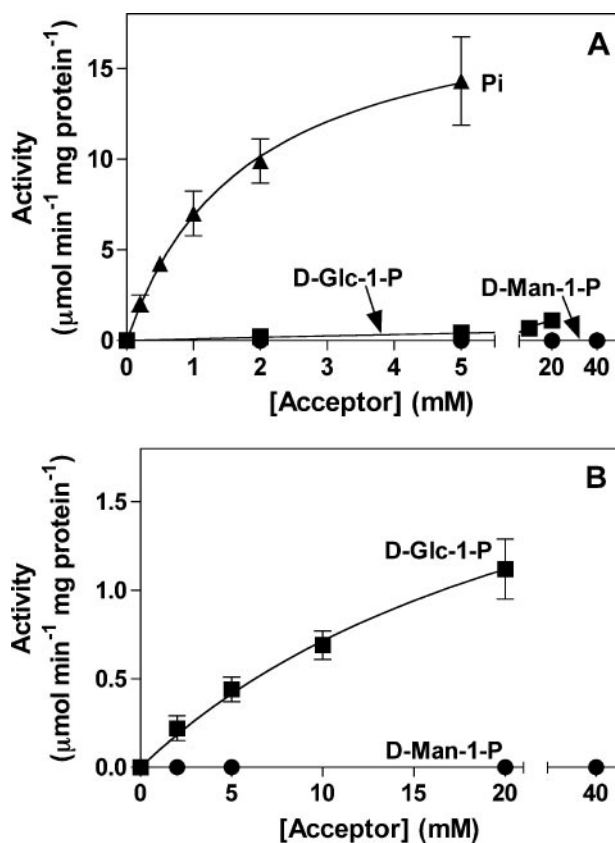 A
Activity
(μmol min⁻¹ mg protein⁻¹)
15
10
5
0
Pi
D-Glc-1-P
D-Man-1-P
0 1 2 3 4 5 20 40
[Acceptor] (mM)
B
Activity
(μmol min⁻¹ mg protein⁻¹)
1.5
1.0
0.5
0.0
D-Glc-1-P
D-Man-1-P
0 5 10 15 20 40
[Acceptor] (mM)